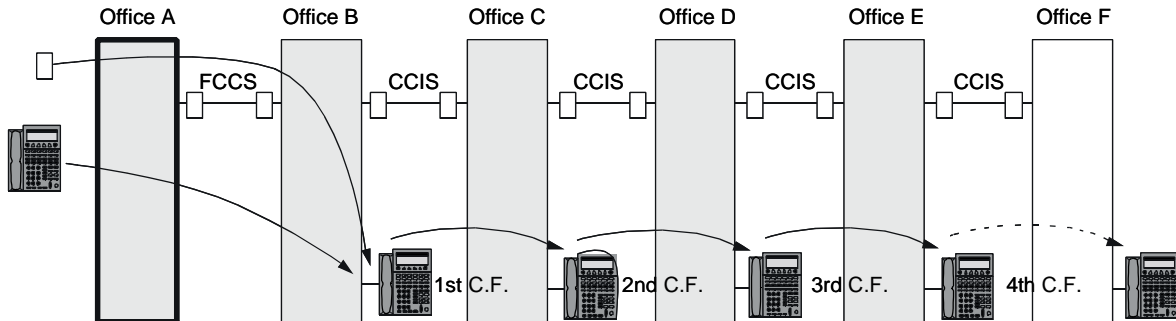 Office A Office B Office C Office D Office E Office F
FCCS CCIS CCIS CCIS CCIS
1st C.F. 2nd C.F. 3rd C.F. 4th C.F.